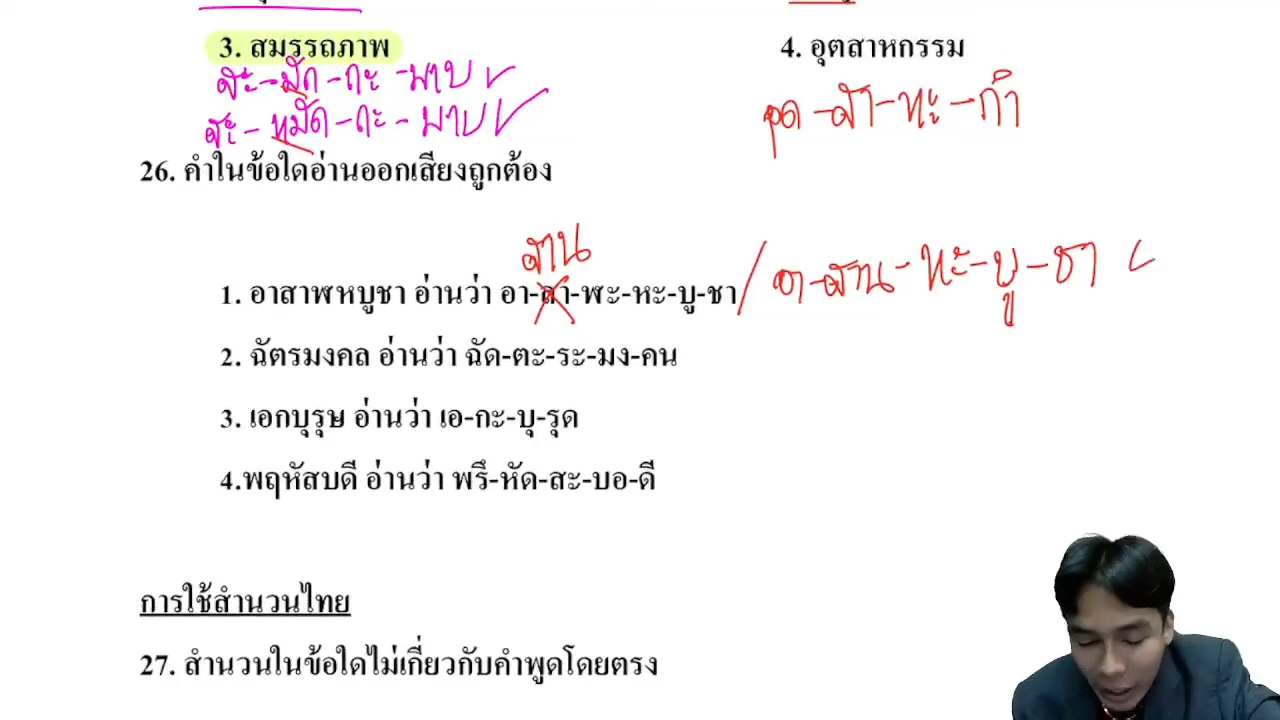 3. สมรรถภาพ 4. อุตสาหกรรม
สะ-มัด-ถะ-พาบ
สะ-หมัด-ถะ-พาบ
อุด-สา-หะ-กำ
26. คำในข้อใดอ่านออกเสียงถูกต้อง
สาน
1. อาสาฬหบูชา อ่านว่า อา-สา-พะ-หะ-บู-ชา / อา-สาน-หะ-บู-ชา
2. ฉัตรมงคล อ่านว่า ฉัด-ตะ-ระ-มง-คน
3. เอกบุรุษ อ่านว่า เอ-กะ-บุ-รุด
4.พฤหัสบดี อ่านว่า พรึ-หัด-สะ-บอ-ดี
การใช้สำนวนไทย
27. สำนวนในข้อใดไม่เกี่ยวกับคำพูดโดยตรง